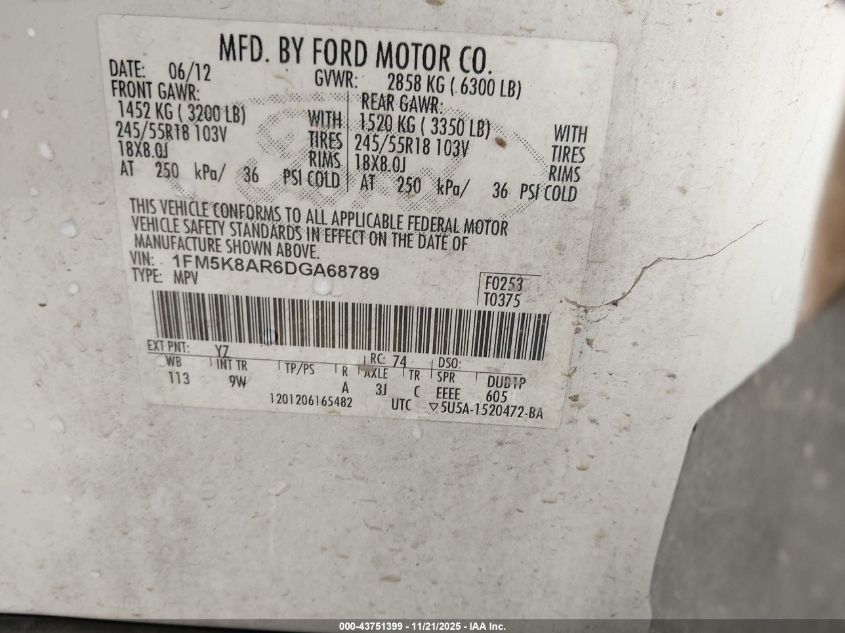 MFD. BY FORD MOTOR CO.
DATE: 06/12 GVWR: 2858 KG ( 6300 LB)
FRONT GAWR: REAR GAWR:
1452 KG ( 3200 LB) WITH 1520 KG ( 3350 LB) WITH
245/55R18 103V TIRES 245/55R18 103V TIRES
18X8.0J RIMS 18X8.0J RIMS
AT 250 kPa/ 36 PSI COLD AT 250 kPa/ 36 PSI COLD
THIS VEHICLE CONFORMS TO ALL APPLICABLE FEDERAL MOTOR
VEHICLE SAFETY STANDARDS IN EFFECT ON THE DATE OF
MANUFACTURE SHOWN ABOVE.
VIN: 1FM5K8AR6DGA68789
TYPE: MPV
F0253
T0375
EXT PNT: YZ RC: 74 DSO:
WB INT TR TP/PS R AXLE TR SPR DUB1P
113 9W A 3J C EEEE 605
1201206165482 UTC ▽5U5A-1520472-BA
000-43751399 - 11/21/2025 - IAA Inc.